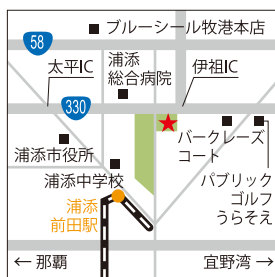 ブルーシール牧港本店
58
太平IC
浦添
総合病院
伊祖IC
330
浦添市役所
バークレーズ
コート
浦添中学校
パブリック
ゴルフ
うらそえ
浦添
前田駅
← 那覇
宜野湾 →